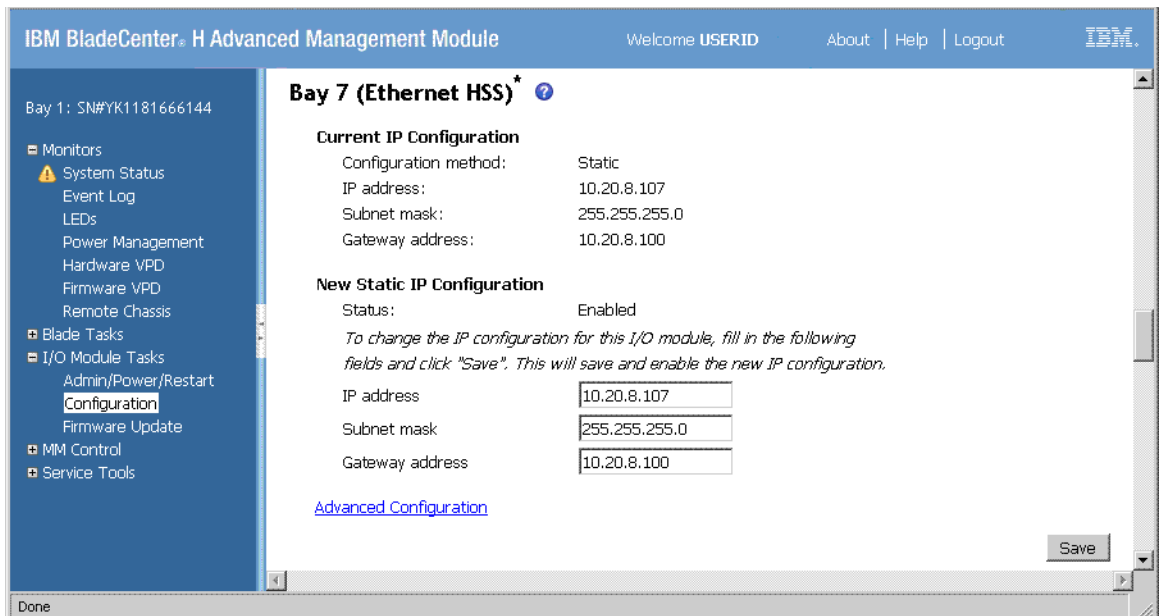 IBM BladeCenter® H Advanced Management Module
Welcome USERID
About | Help | Logout
IBM.
Bay 1: SN#YK1181666144
Monitors
System Status
Event Log
LEDs
Power Management
Hardware VPD
Firmware VPD
Remote Chassis
Blade Tasks
I/O Module Tasks
Admin/Power/Restart
Configuration
Firmware Update
MM Control
Service Tools
Bay 7 (Ethernet HSS)* ?
Current IP Configuration
Configuration method: Static
IP address: 10.20.8.107
Subnet mask: 255.255.255.0
Gateway address: 10.20.8.100
New Static IP Configuration
Status: Enabled
To change the IP configuration for this I/O module, fill in the following
fields and click "Save". This will save and enable the new IP configuration.
IP address 10.20.8.107
Subnet mask 255.255.255.0
Gateway address 10.20.8.100
Advanced Configuration
Save
Done